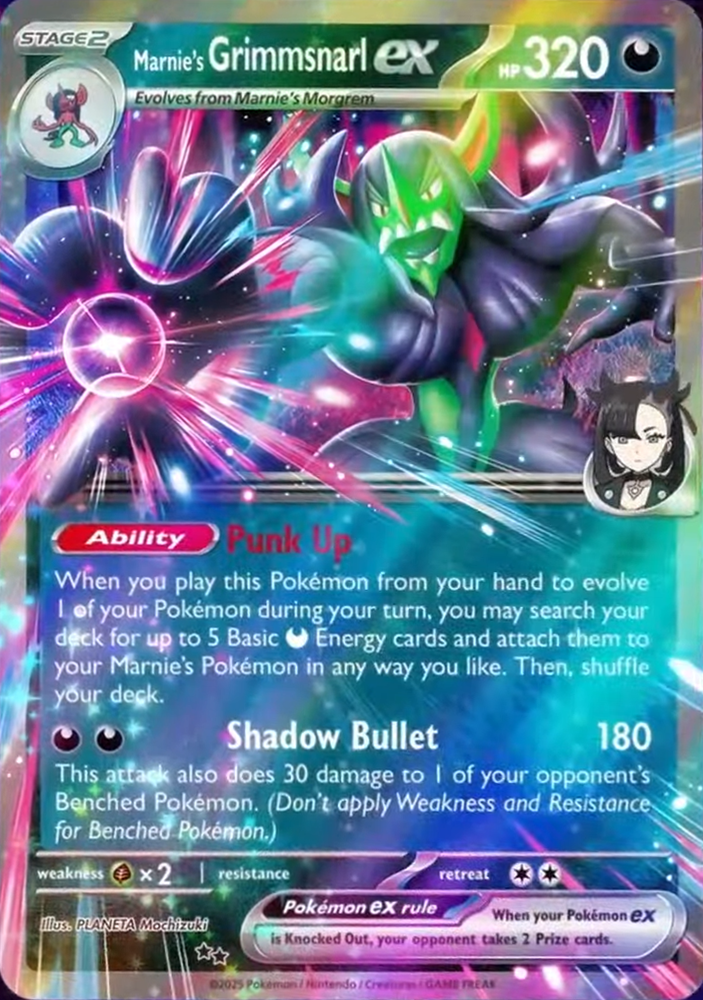 STAGE2
Marnie's Grimmsnarl ex HP 320
Evolves from Marnie's Morgrem
Ability Punk Up
When you play this Pokémon from your hand to evolve
1 of your Pokémon during your turn, you may search your
deck for up to 5 Basic Energy cards and attach them to
your Marnie's Pokémon in any way you like. Then, shuffle
your deck.
Shadow Bullet 180
This attack also does 30 damage to 1 of your opponent's
Benched Pokémon. (Don't apply Weakness and Resistance
for Benched Pokémon.)
weakness ×2 resistance retreat
Pokémon ex rule When your Pokémon ex
is Knocked Out, your opponent takes 2 Prize cards.
Illus. PLANETA Mochizuki
©2025 Pokémon / Nintendo / Creatures / GAME FREAK